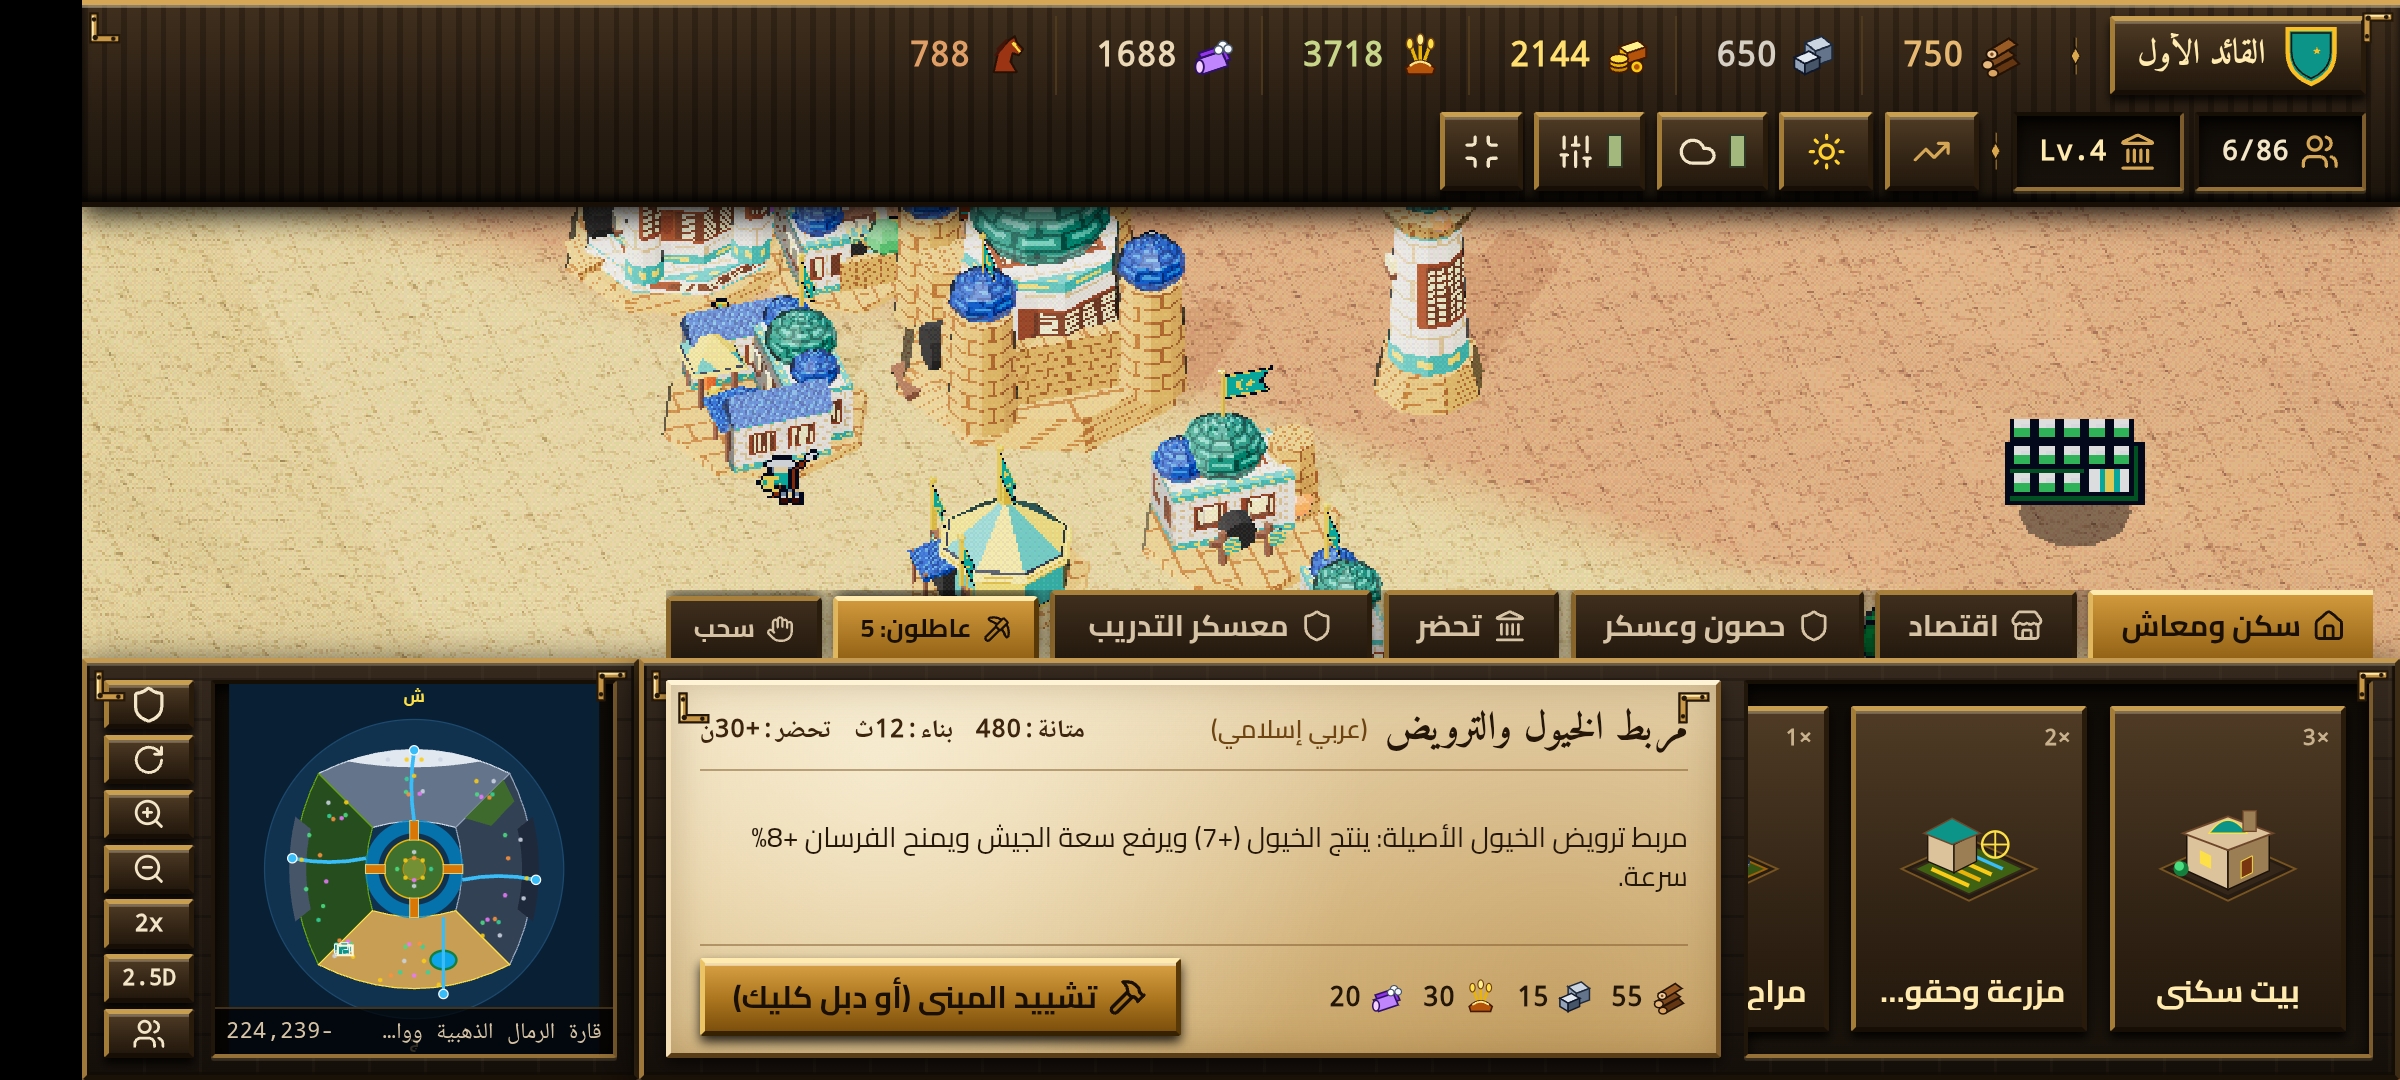 القائد الأول
750
650
2144
3718
1688
788
6/86
Lv.4
سكن ومعاش
اقتصاد
حصون وعسكر
تحضر
معسكر التدريب
عاطلون: 5
سحب
3×
بيت سكنى
2×
مزرعة وحقو...
1×
مراح
مربط الخيول والترويض (عربي إسلامي)
متانة: 480 بناء: 12ث تحضر: +30ن
مربط ترويض الخيول الأصيلة: ينتج الخيول (+7) ويرفع سعة الجيش ويمنح الفرسان +8%
سرعة.
55 15 30 20
تشييد المبنى (أو دبل كليك)
ش
قارة الرمال الذهبية ووا...
224,239-
2x
2.5D